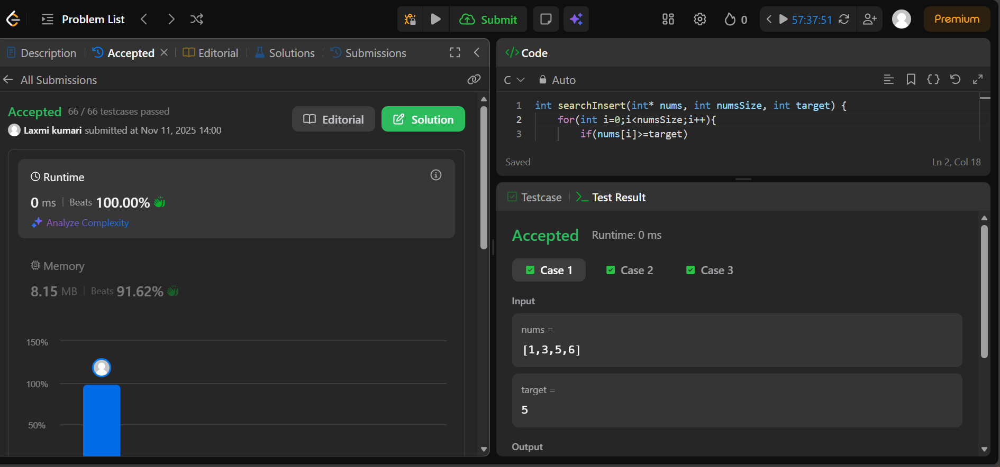 Problem List
Submit
0
57:37:51
Premium
Description
Accepted
Editorial
Solutions
Submissions
All Submissions
Accepted 66 / 66 testcases passed
Laxmi kumari submitted at Nov 11, 2025 14:00
Editorial
Solution
Runtime
0 ms Beats 100.00%
Analyze Complexity
Memory
8.15 MB Beats 91.62%
150%
100%
50%
</> Code
C
Auto
1 int searchInsert(int* nums, int numsSize, int target) {
2 for(int i=0;i<numsSize;i++){
3 if(nums[i]>=target)
Saved
Ln 2, Col 18
Testcase
Test Result
Accepted Runtime: 0 ms
Case 1
Case 2
Case 3
Input
nums =
[1,3,5,6]
target =
5
Output